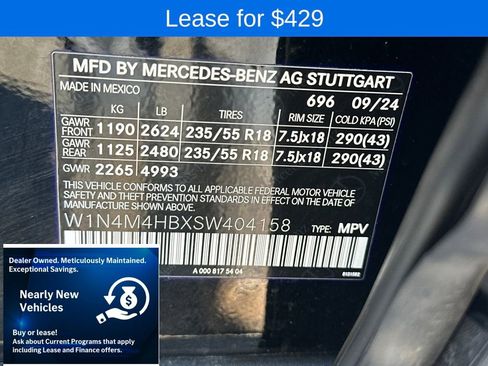 Lease for $429
MFD BY MERCEDES-BENZ AG STUTTGART
MADE IN MEXICO 696 09/24
KG LB TIRES RIM SIZE COLD KPA(PSI)
GAWR FRONT 1190 2624 235/55 R18 7.5Jx18 290(43)
GAWR REAR 1125 2480 235/55 R18 7.5Jx18 290(43)
GVWR 2265 4993
THIS VEHICLE CONFORMS TO ALL APPLICABLE FEDERAL MOTOR VEHICLE
SAFETY AND THEFT PREVENTION STANDARDS IN EFFECT ON THE DATE OF
MANUFACTURE SHOWN ABOVE.
W1N4M4HBXSW404158 TYPE: MPV
A 000 817 54 04
Dealer Owned. Meticulously Maintained.
Exceptional Savings.
Nearly New
Vehicles
Buy or lease!
Ask about Current Programs that apply
including Lease and Finance offers.